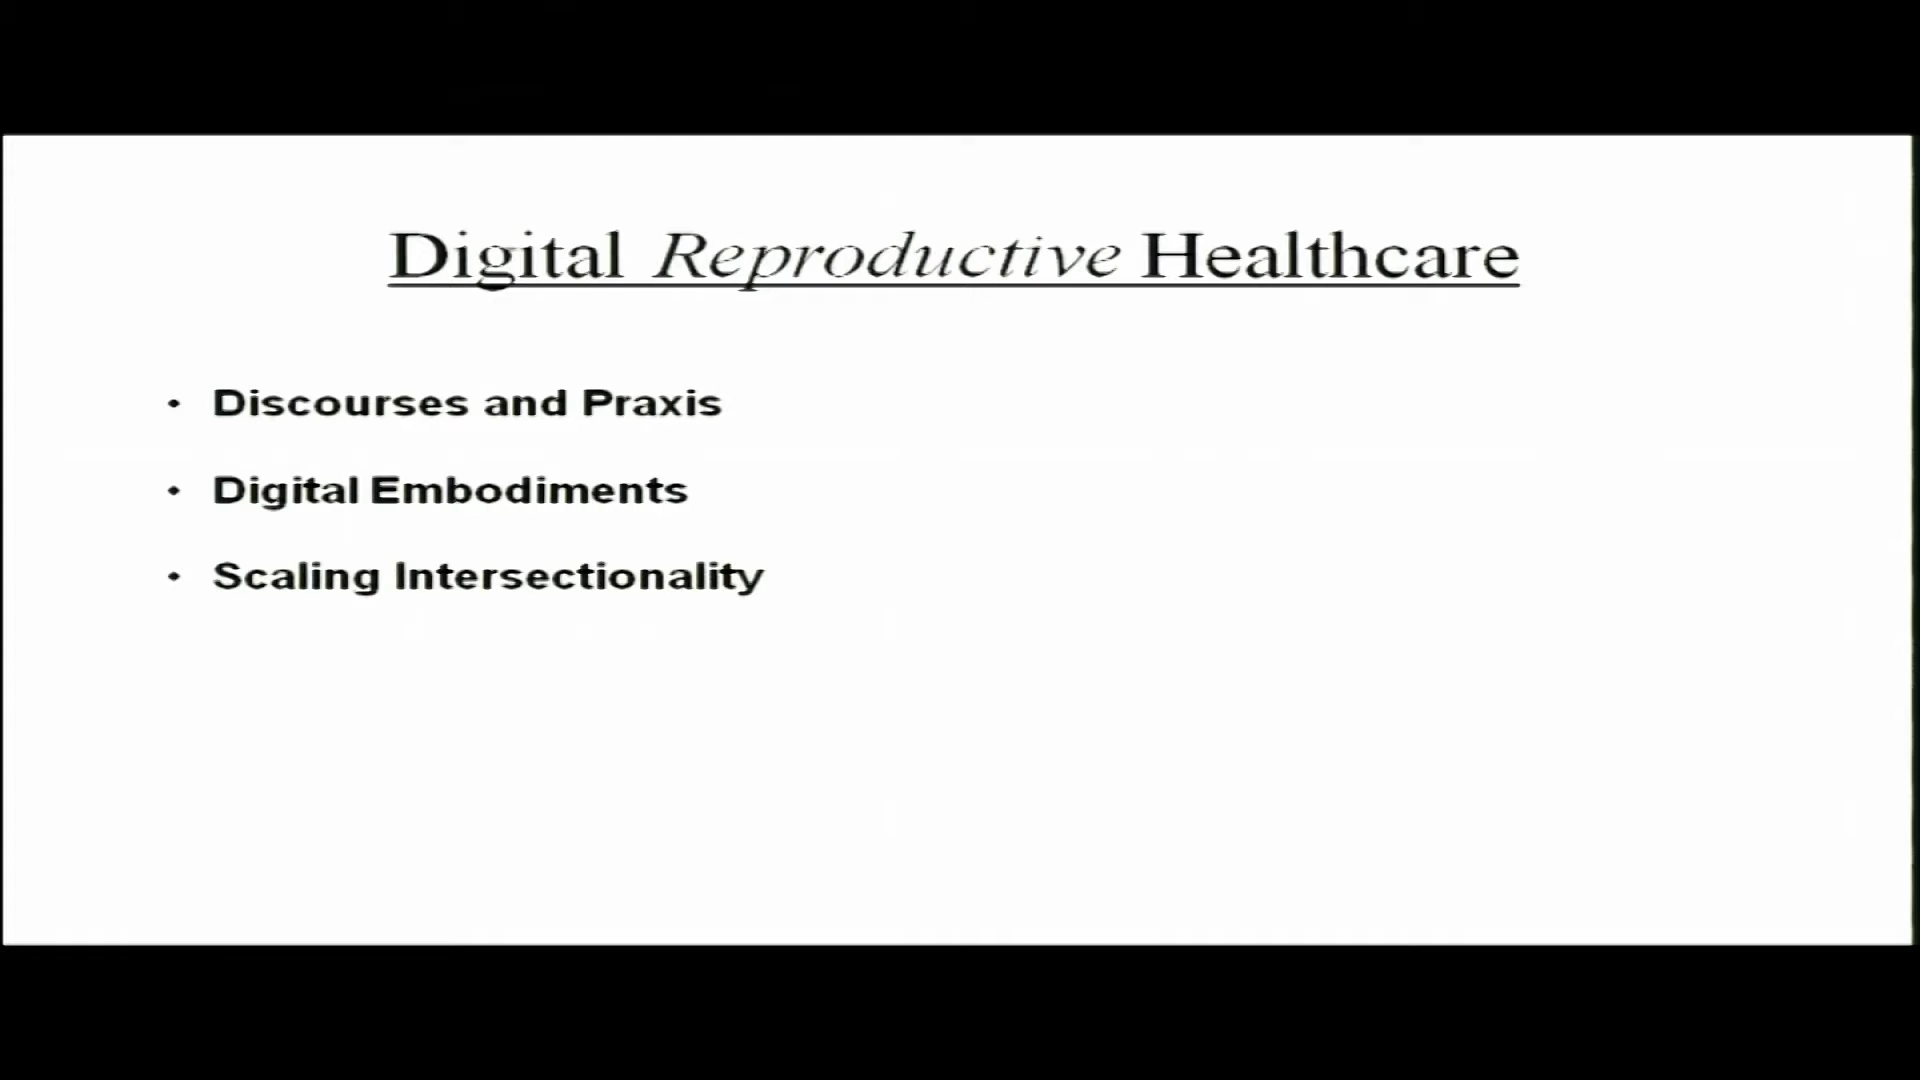 Digital Reproductive Healthcare
• Discourses and Praxis
• Digital Embodiments
• Scaling Intersectionality